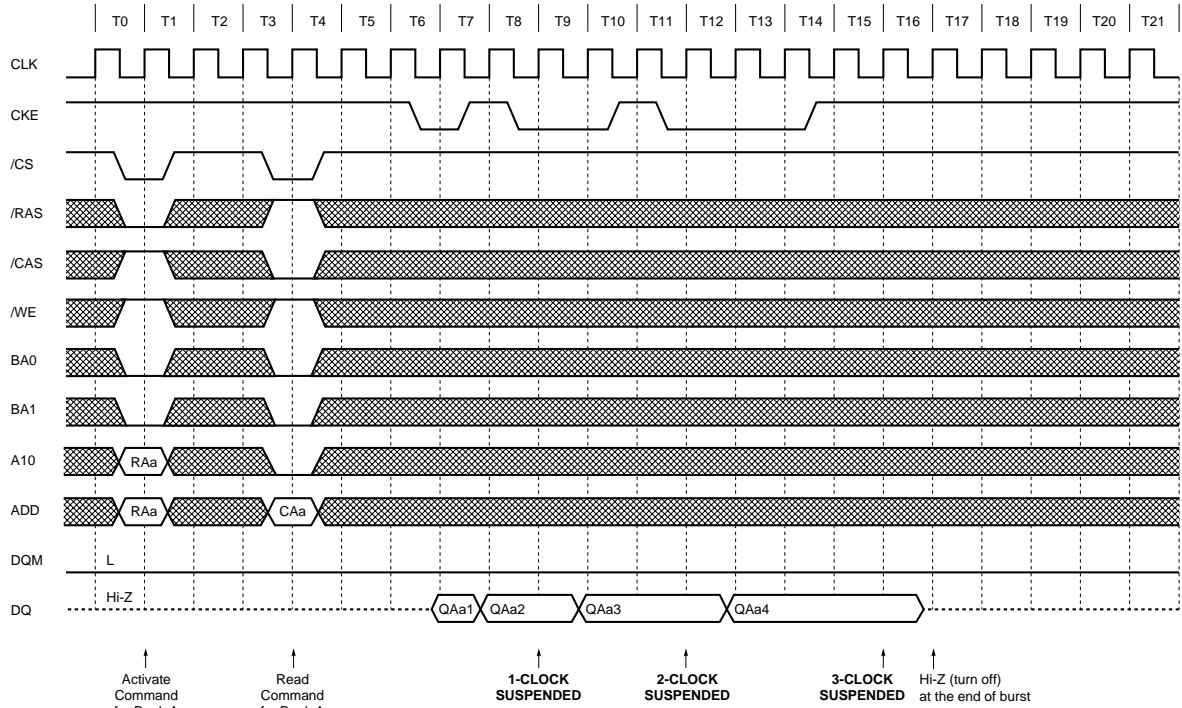 T0 T1 T2 T3 T4 T5 T6 T7 T8 T9 T10 T11 T12 T13 T14 T15 T16 T17 T18 T19 T20 T21
CLK
CKE
/CS
/RAS
/CAS
/WE
BA0
BA1
A10 RAa
ADD RAa CAa
DQM L
Hi-Z
DQ QAa1 QAa2 QAa3 QAa4
Activate
Command
Read
Command
1-CLOCK
SUSPENDED
2-CLOCK
SUSPENDED
3-CLOCK
SUSPENDED
Hi-Z (turn off)
at the end of burst